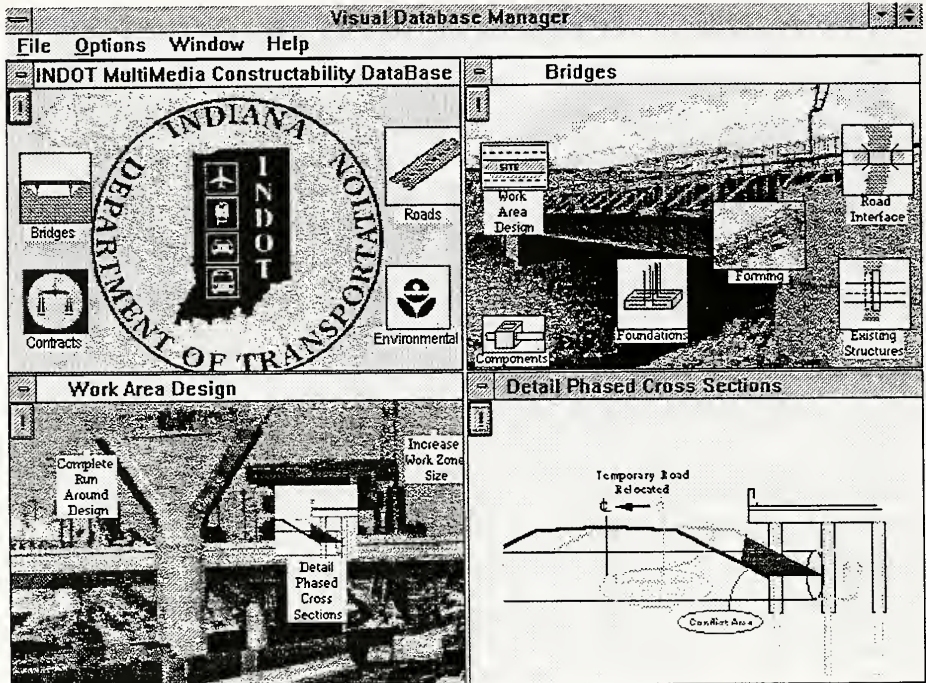 Visual Database Manager
File Options Window Help
INDOT MultiMedia Constructability DataBase
INDIANA
DEPARTMENT OF TRANSPORTATION
INDOT
Bridges
Roads
Contracts
Environmental
Bridges
SITE
Work
Area
Design
Road
Interface
Forming
Foundations
Components
Existing
Structures
Work Area Design
Complete
Run
Around
Design
Increase
Work Zone
Size
Detail
Phased
Cross
Sections
Detail Phased Cross Sections
Temporary Road
Relocated
℄
Conflict Area